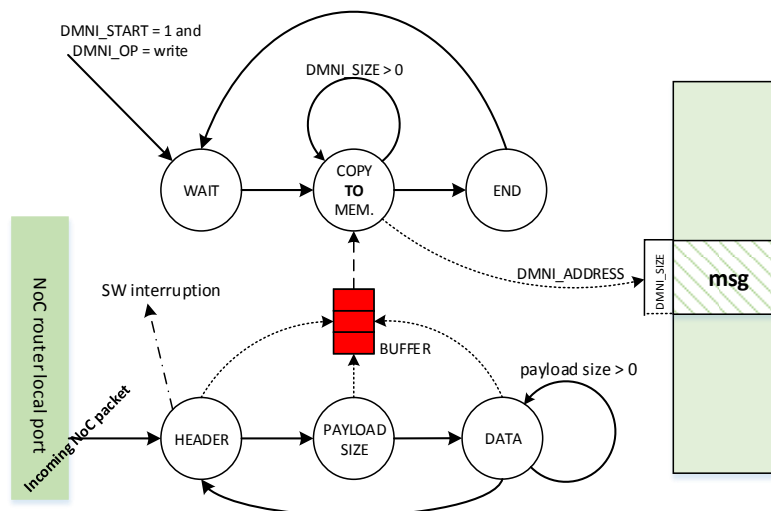 DMNI_START = 1 and
DMNI_OP = write
DMNI_SIZE > 0
WAIT
COPY
TO
MEM.
END
DMNI_ADDRESS
DMNI_SIZE
msg
NoC router local port
SW interruption
BUFFER
payload size > 0
Incoming NoC packet
HEADER
PAYLOAD
SIZE
DATA